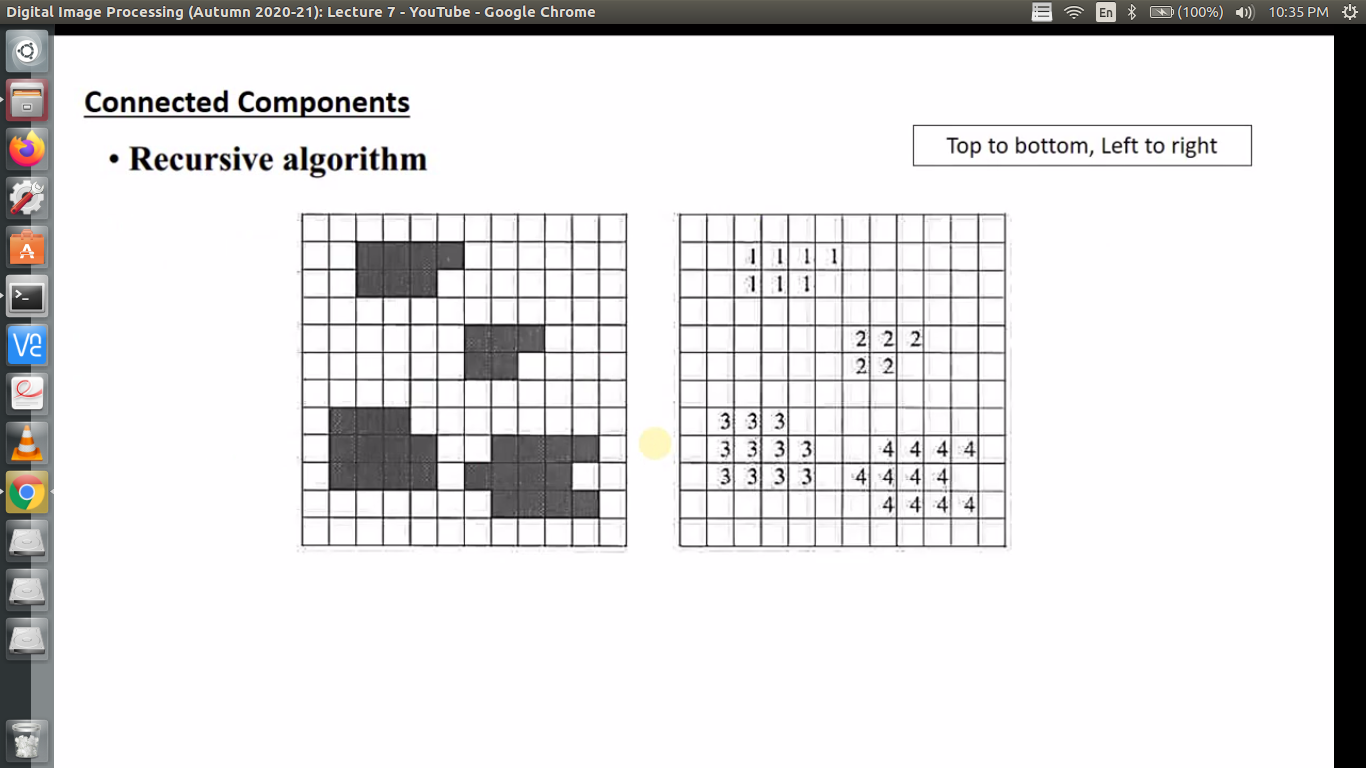 Digital Image Processing (Autumn 2020-21): Lecture 7 - YouTube - Google Chrome
En
(100%)
10:35 PM
Connected Components
• Recursive algorithm
Top to bottom, Left to right
1 1 1 1
1 1 1
2 2 2
2 2
3 3 3
3 3 3 3 4 4 4 4
3 3 3 3 4 4 4 4
4 4 4 4
A
>_
V2